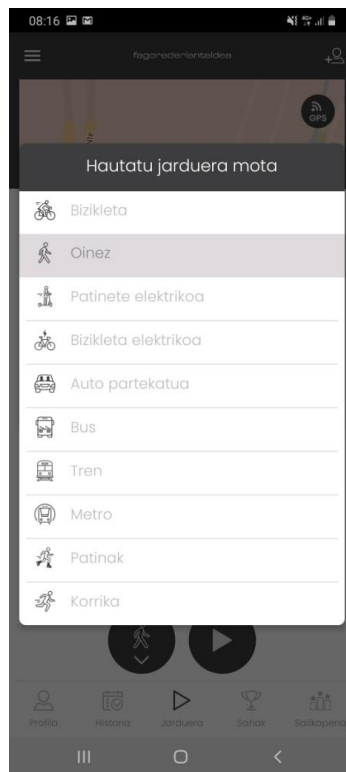 08:16
fagorederlantaldea
GPS
Hautatu jarduera mota
Bizikleta
Oinez
Patinete elektrikoa
Bizikleta elektrikoa
Auto partekatua
Bus
Tren
Metro
Patinak
Korrika
Profila
Historia
Jarduera
Sariak
Sailkapena